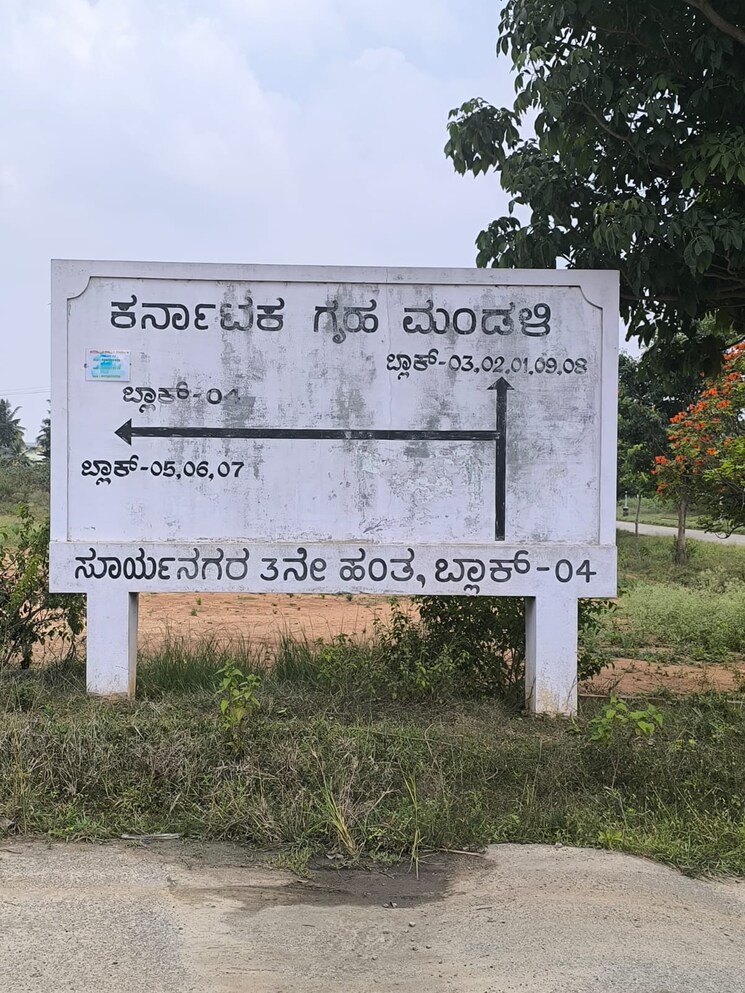 ಕರ್ನಾಟಕ ಗೃಹ ಮಂಡಳಿ
ಬ್ಲಾಕ್-03,02,01,09,08
ಬ್ಲಾಕ್-04
ಬ್ಲಾಕ್-05,06,07
ಸೂರ್ಯನಗರ 3ನೇ ಹಂತ, ಬ್ಲಾಕ್-04